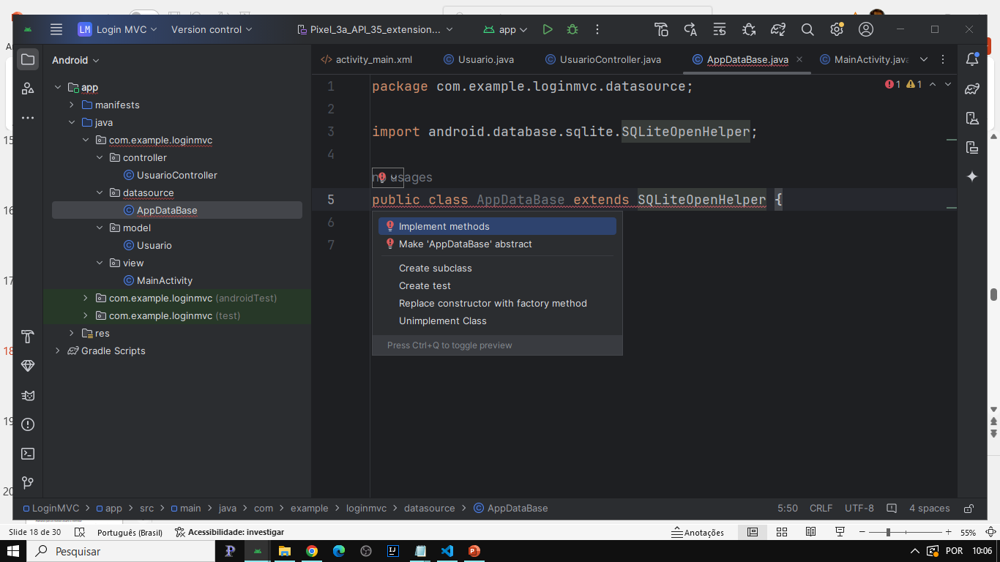 LM Login MVC
Version control
Pixel_3a_API_35_extension...
app
Android
activity_main.xml
Usuario.java
UsuarioController.java
AppDataBase.java
MainActivity.java
app
manifests
java
com.example.loginmvc
controller
UsuarioController
datasource
AppDataBase
model
Usuario
view
MainActivity
com.example.loginmvc (androidTest)
com.example.loginmvc (test)
res
Gradle Scripts
1 package com.example.loginmvc.datasource;
1 1
2
3 import android.database.sqlite.SQLiteOpenHelper;
4
no usages
5 public class AppDataBase extends SQLiteOpenHelper {
6
7
Implement methods
Make 'AppDataBase' abstract
Create subclass
Create test
Replace constructor with factory method
Unimplement Class
Press Ctrl+Q to toggle preview
15
16
17
18
19
20
LoginMVC > app > src > main > java > com > example > loginmvc > datasource > AppDataBase
5:50 CRLF UTF-8 4 spaces
Slide 18 de 30
Português (Brasil)
Acessibilidade: investigar
Anotações
55%
Pesquisar
POR 10:06